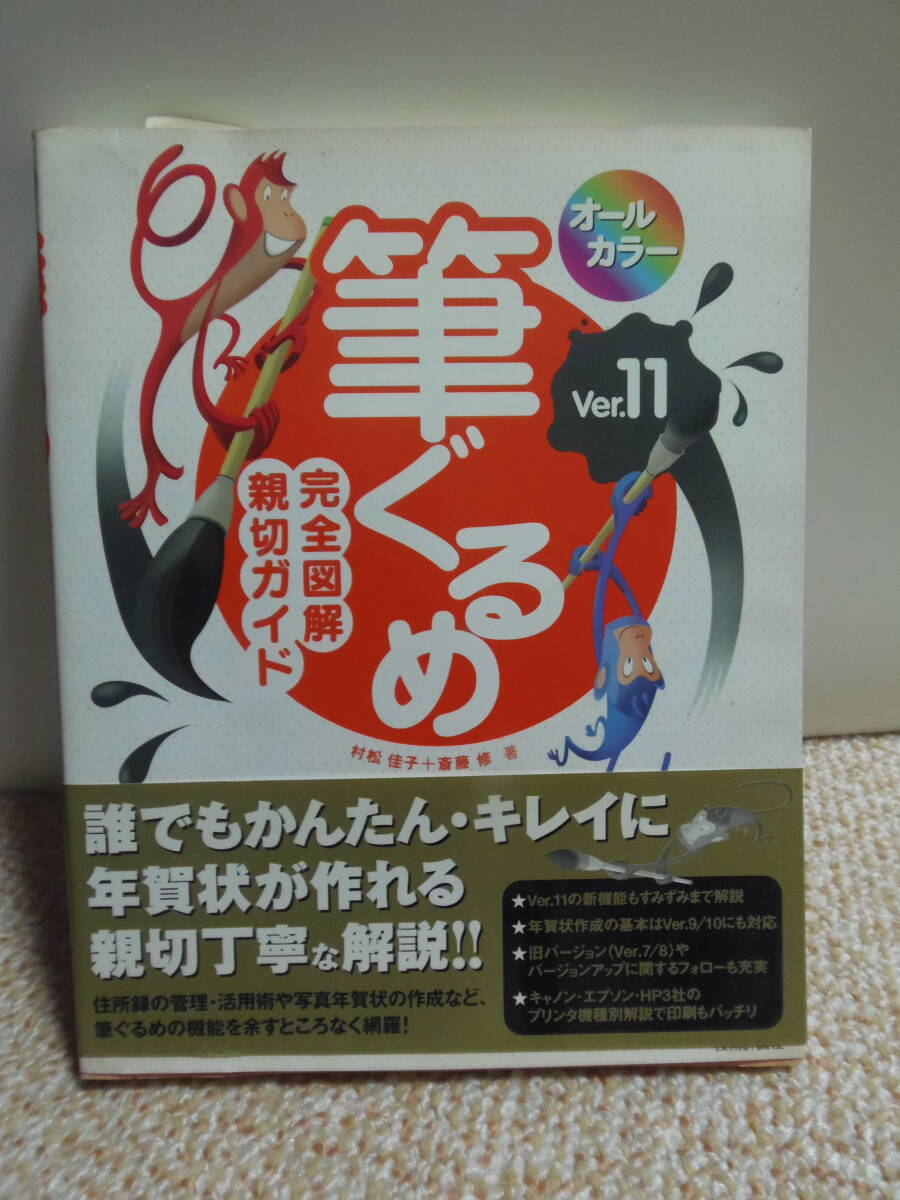 オール
カラー
筆ぐるめ
Ver.11
完全図解
親切ガイド
村松 佳子+斎藤 修 著
誰でもかんたん・キレイに
年賀状が作れる
親切丁寧な解説!!
住所録の管理・活用術や写真年賀状の作成など、
筆ぐるめの機能を余すところなく網羅!
★Ver.11の新機能もすみずみまで解説
★年賀状作成の基本はVer.9/10にも対応
★旧バージョン(Ver.7/8)や
バージョンアップに関するフォローも充実
★キャノン・エプソン・HP3社の
プリンタ機種別解説で印刷もバッチリ